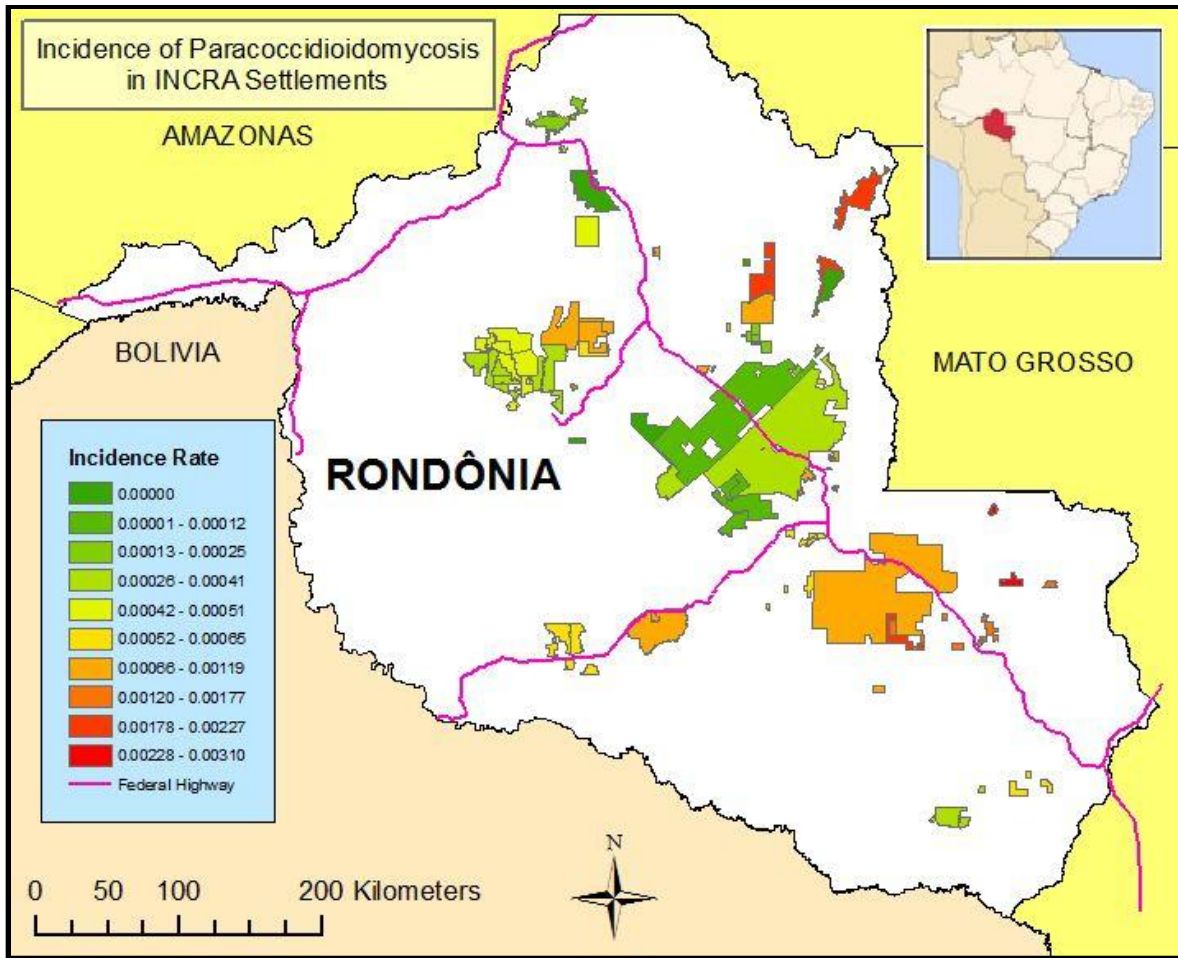 Incidence of Paracoccidioidomycosis
in INCRA Settlements
AMAZONAS
BOLIVIA
MATO GROSSO
RONDÔNIA
Incidence Rate
0.00000
0.00001 - 0.00012
0.00013 - 0.00025
0.00026 - 0.00041
0.00042 - 0.00051
0.00052 - 0.00065
0.00066 - 0.00119
0.00120 - 0.00177
0.00178 - 0.00227
0.00228 - 0.00310
Federal Highway
N
0 50 100 200 Kilometers